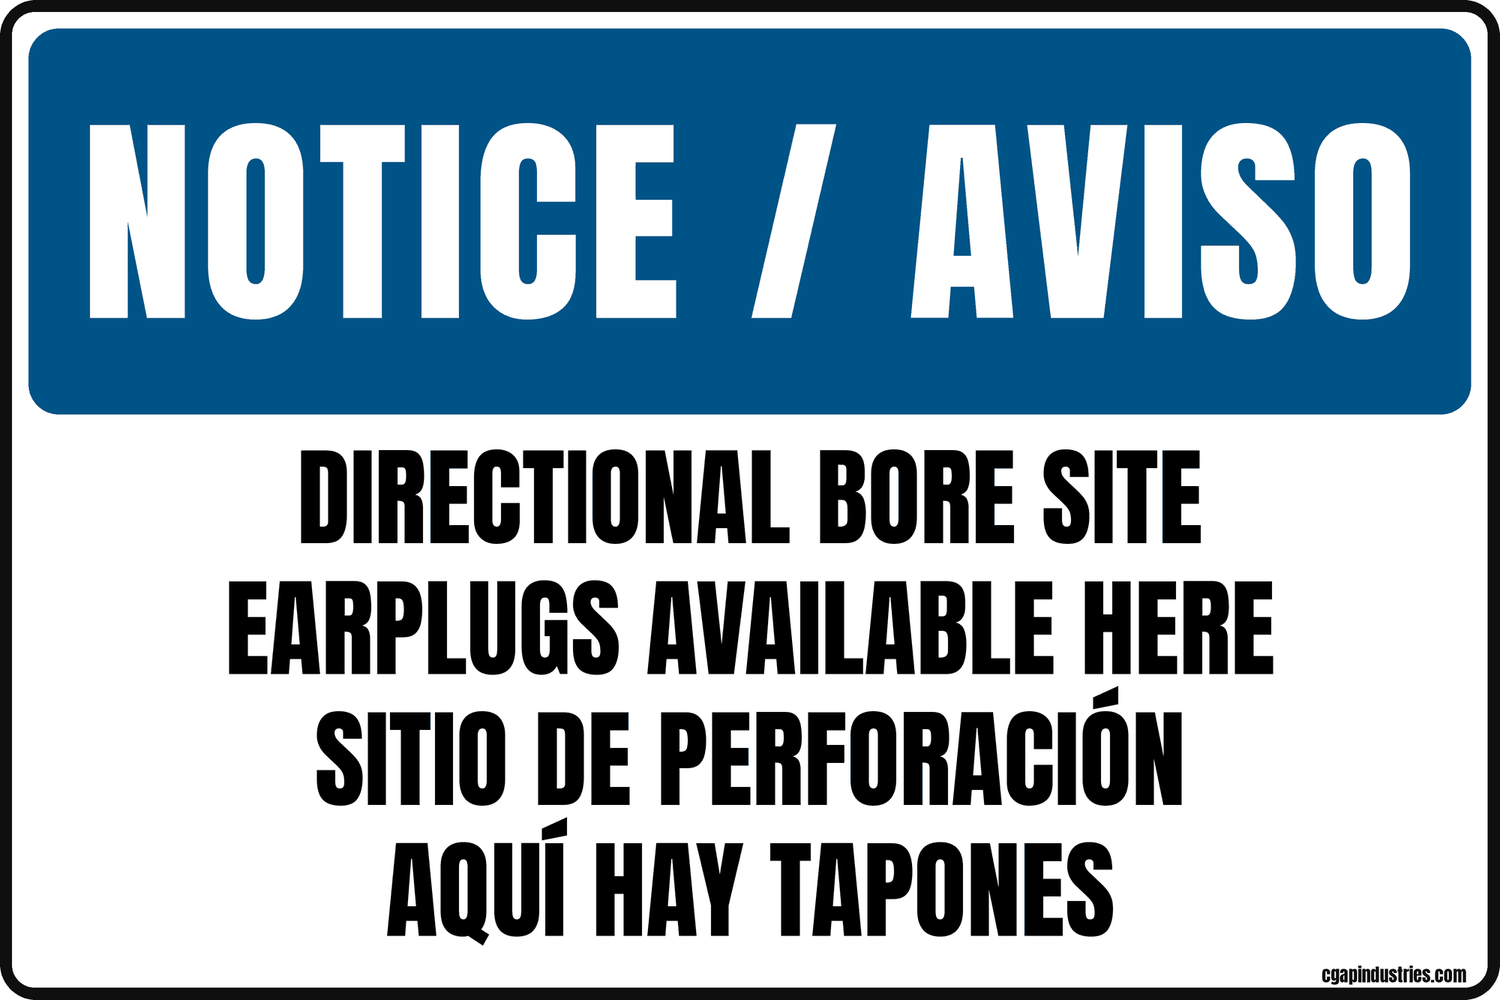 NOTICE / AVISO
DIRECTIONAL BORE SITE
EARPLUGS AVAILABLE HERE
SITIO DE PERFORACIÓN
AQUÍ HAY TAPONES
cgapindustries.com